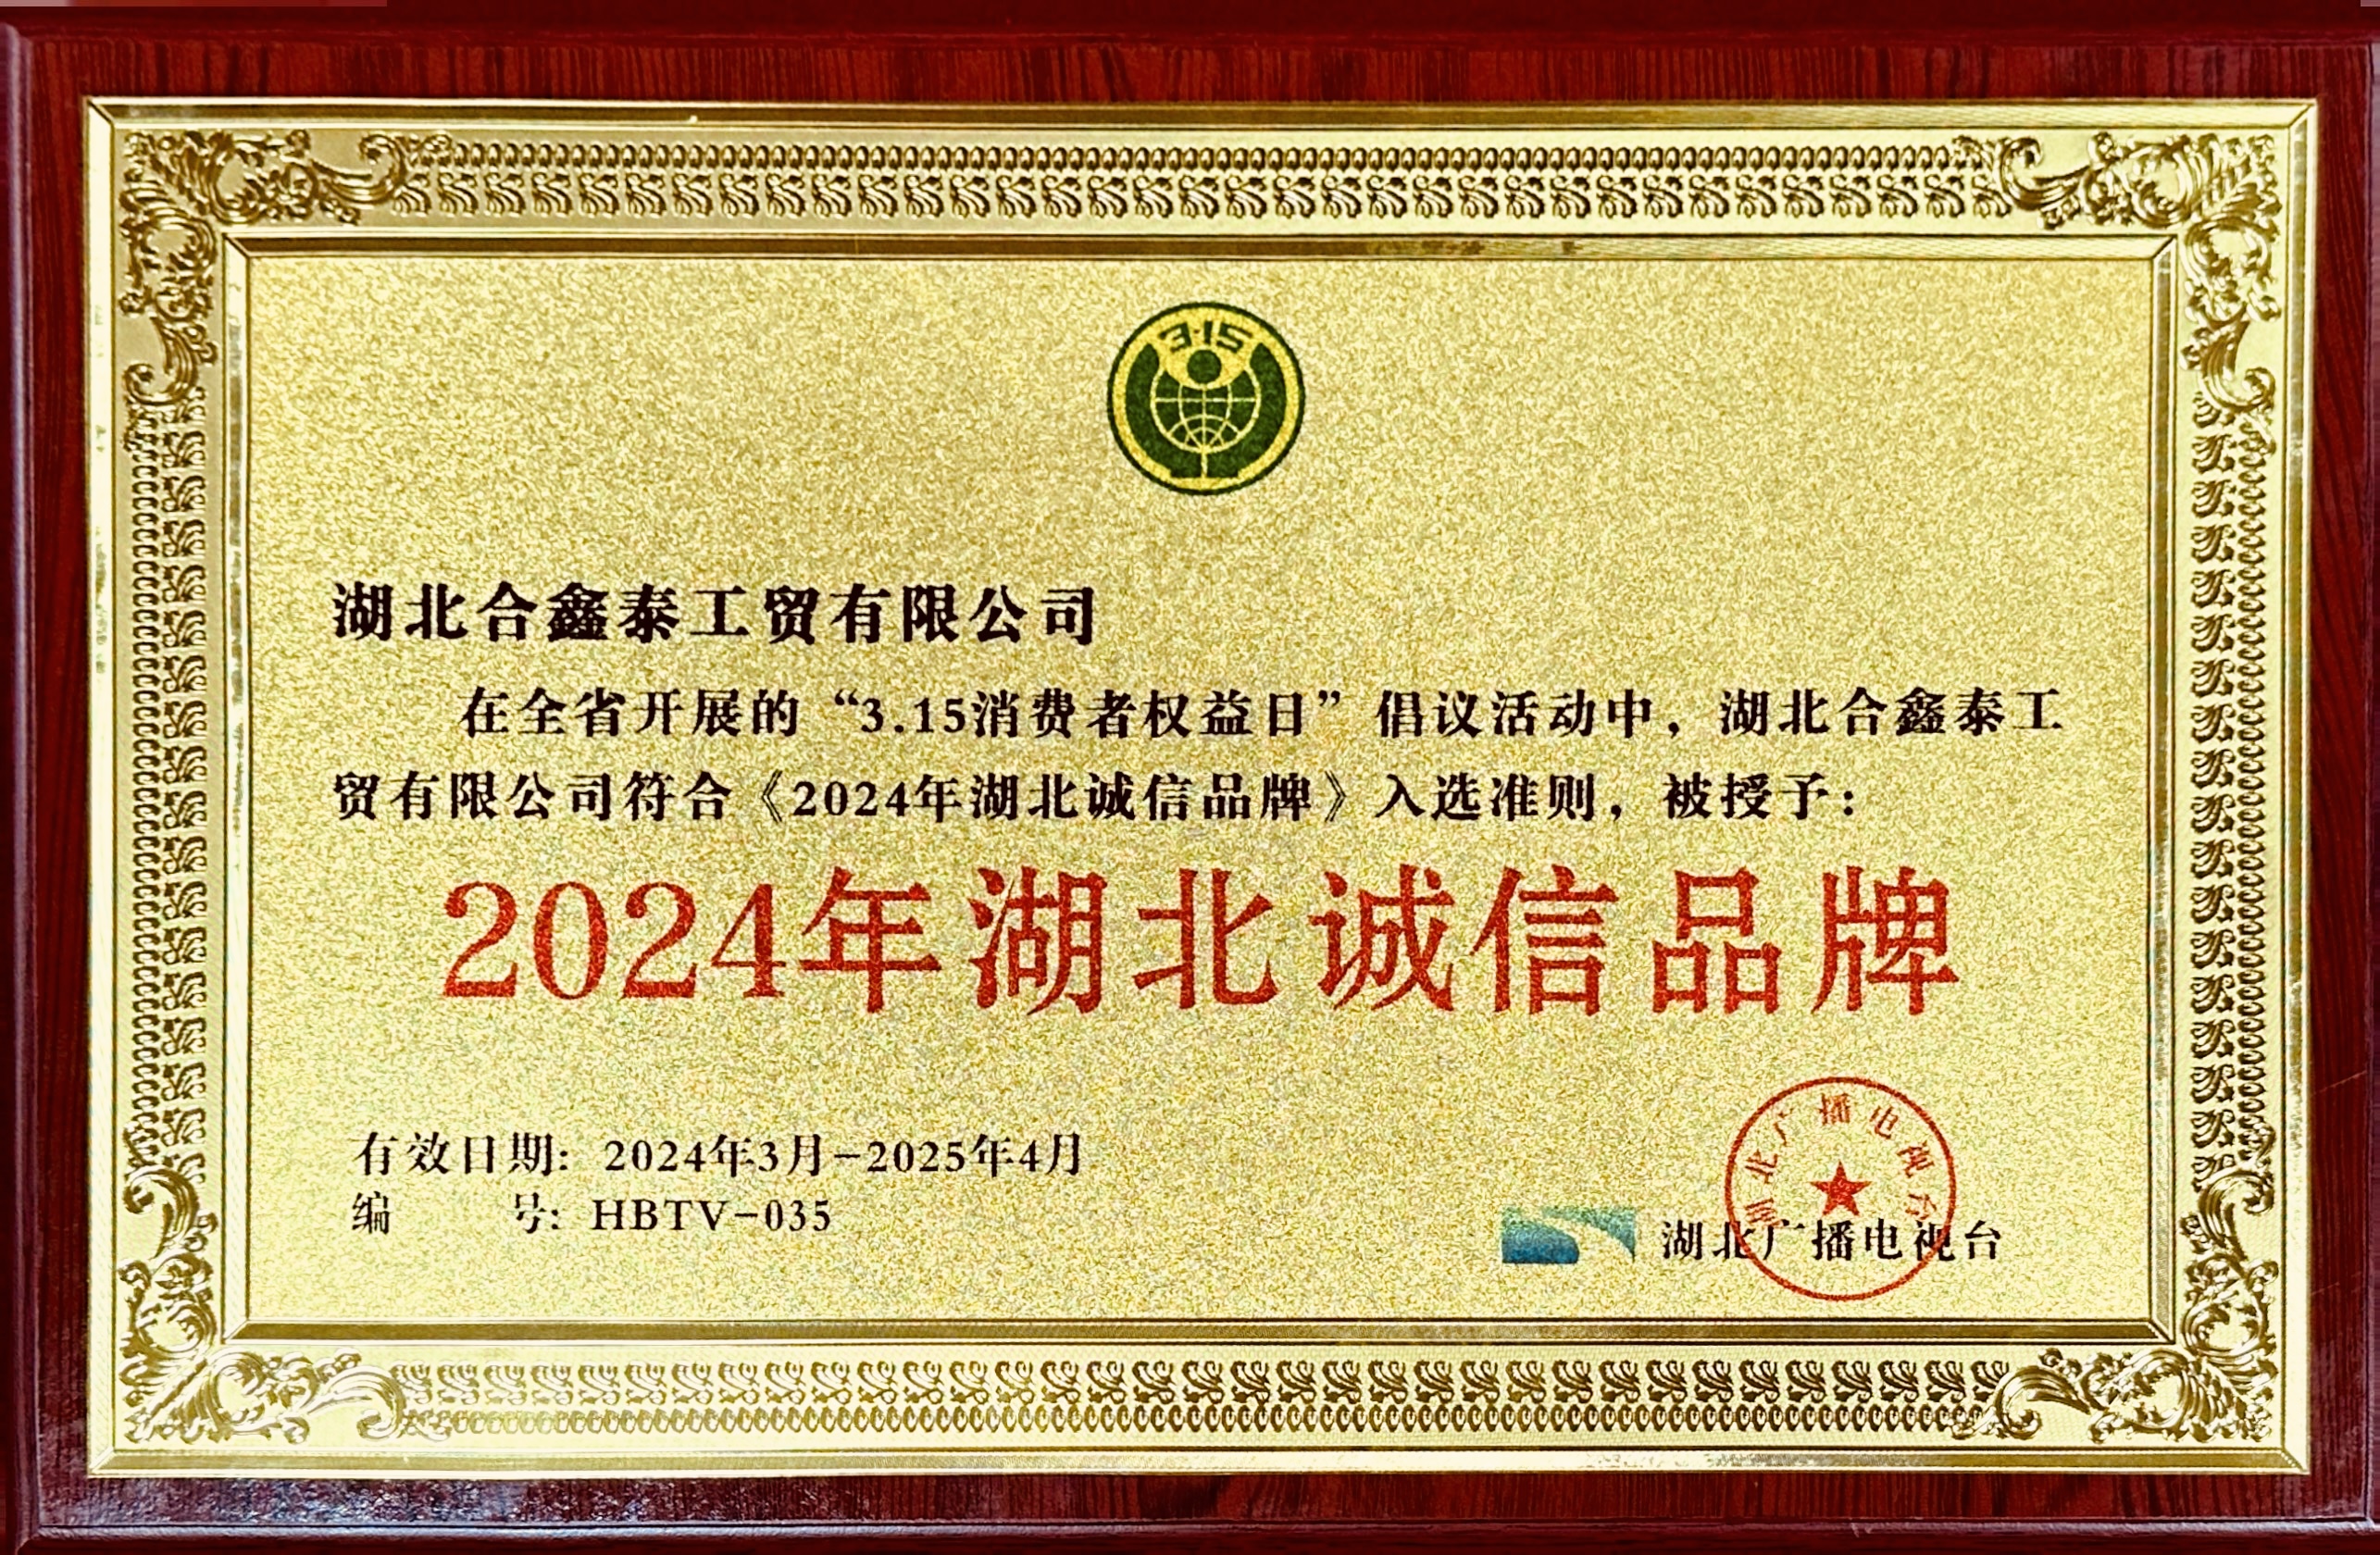 3·15
湖北合鑫泰工贸有限公司
在全省开展的“3.15消费者权益日”倡议活动中，湖北合鑫泰工
贸有限公司符合《2024年湖北诚信品牌》入选准则，被授予：
2024年湖北诚信品牌
有效日期：2024年3月-2025年4月
编 号：HBTV-035
湖北广播电视台
湖北广播电视台